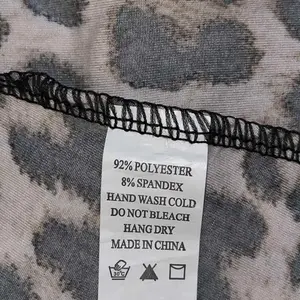 92% POLYESTER
8% SPANDEX
HAND WASH COLD
DO NOT BLEACH
HANG DRY
MADE IN CHINA